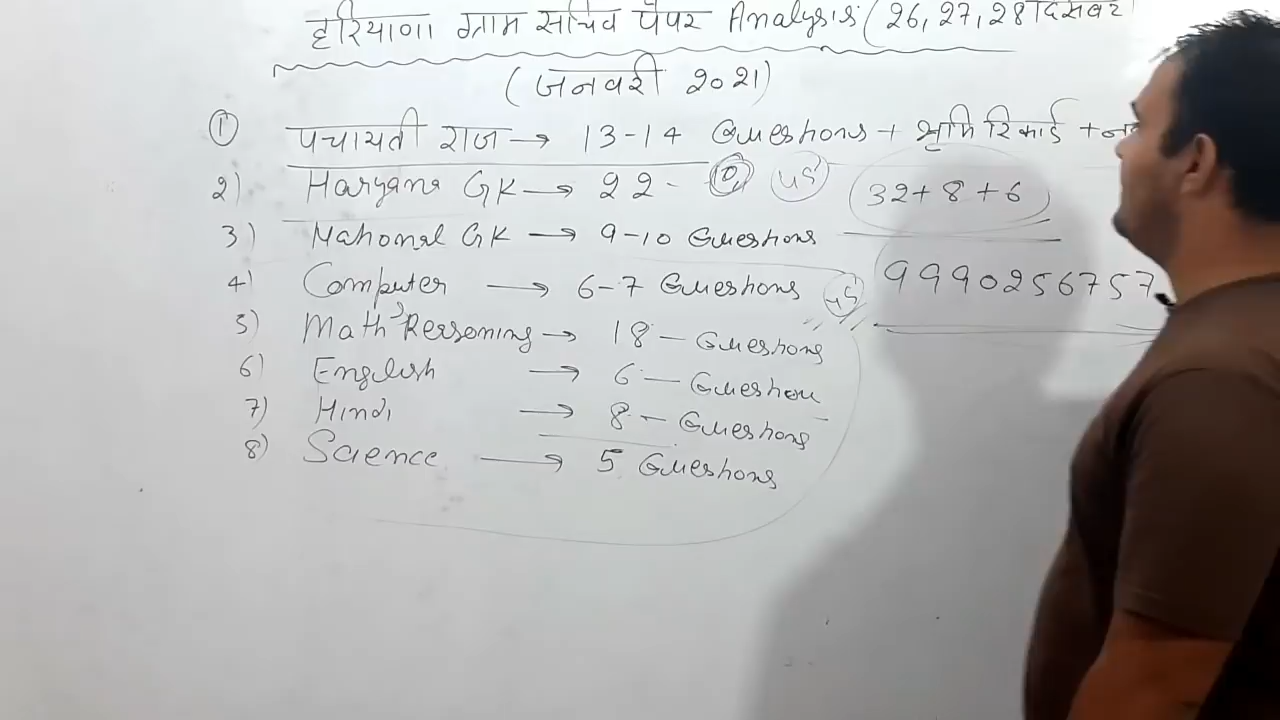 हरियाणा ग्राम सचिव पेपर Analysis (26, 27, 28 दिसंबर
(जनवरी 2021)
① पंचायती राज → 13-14 Questions + भूमि रिकार्ड +
2) Haryana GK → 22 - 10 45
32 + 8 + 6
3) National GK → 9-10 Questions
4) Computer → 6-7 Questions 45
9990256757
5) Math Reasoning → 18 - Questions
6) English → 6 - Question
7) Hindi → 8 - Questions
8) Science → 5 Questions